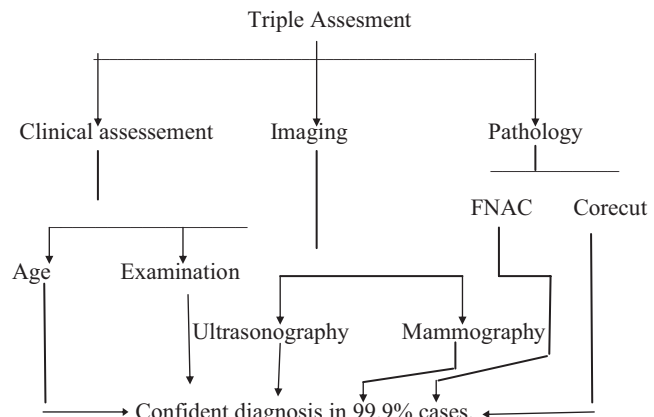 Triple Assesment
Clinical assessement Imaging Pathology
FNAC Corecut
Age Examination
Ultrasonography Mammography
Confident diagnosis in 99.9% cases